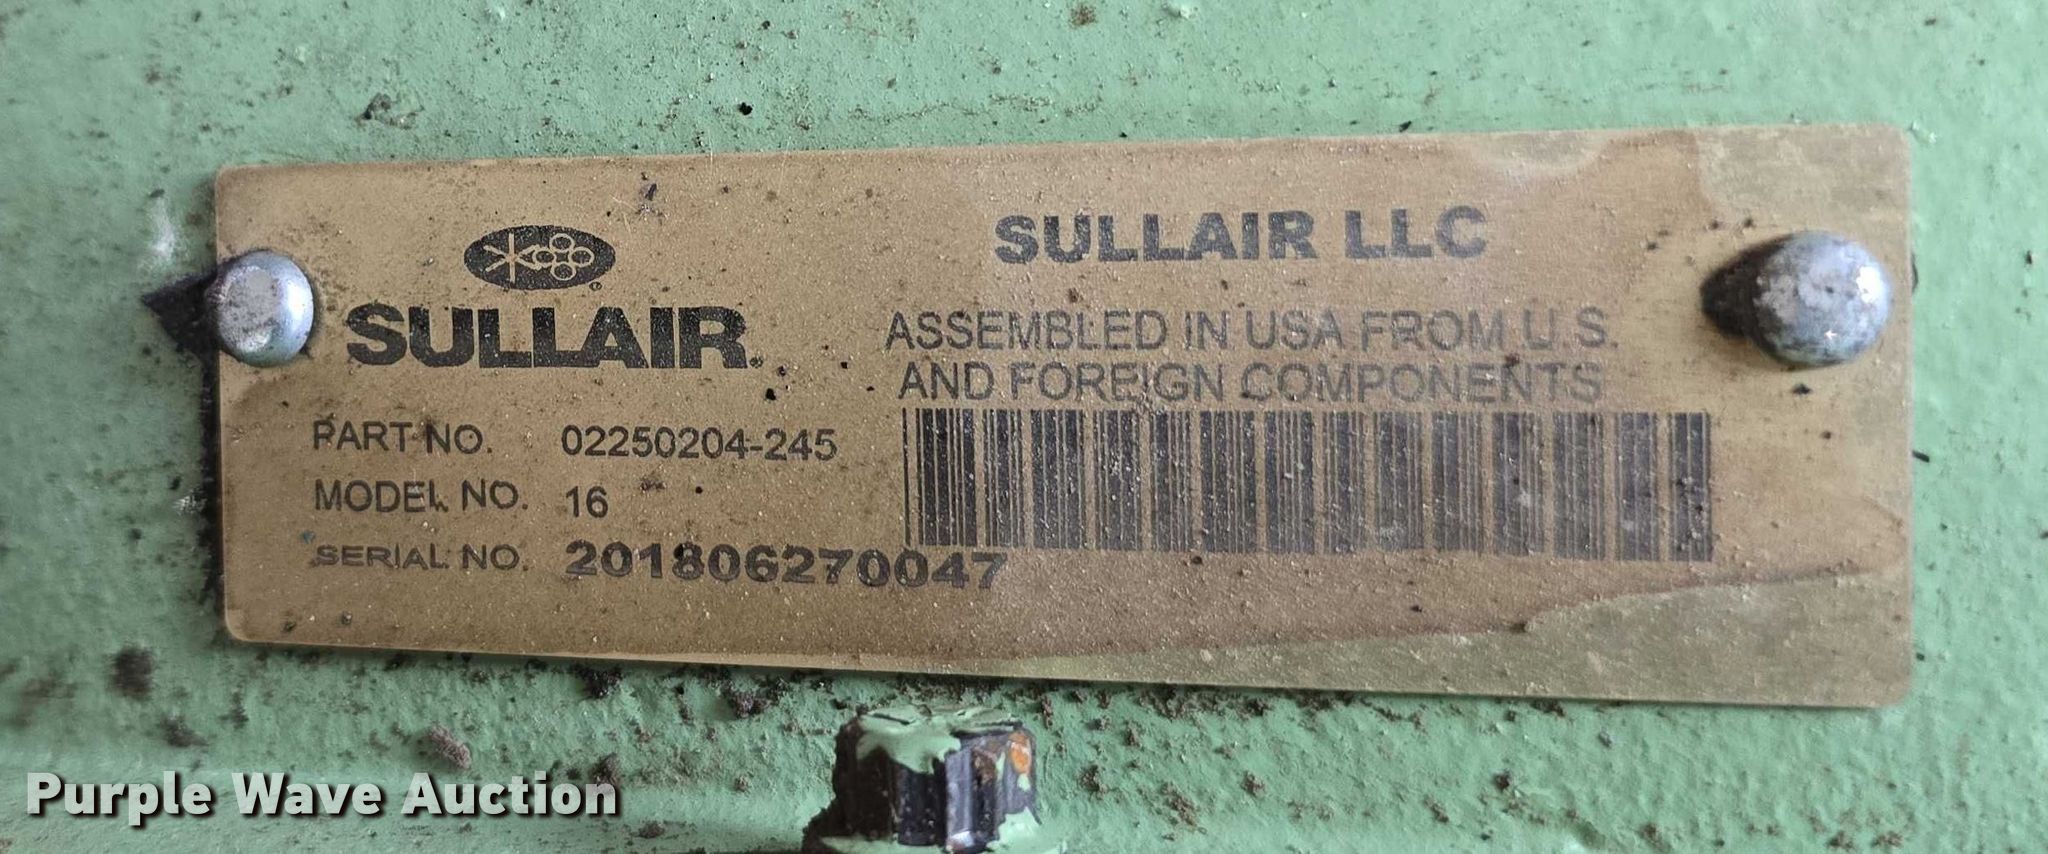 SULLAIR
SULLAIR LLC
ASSEMBLED IN USA FROM U.S.
AND FOREIGN COMPONENTS
PART NO. 02250204-245
MODEL NO. 16
SERIAL NO. 201806270047
Purple Wave Auction